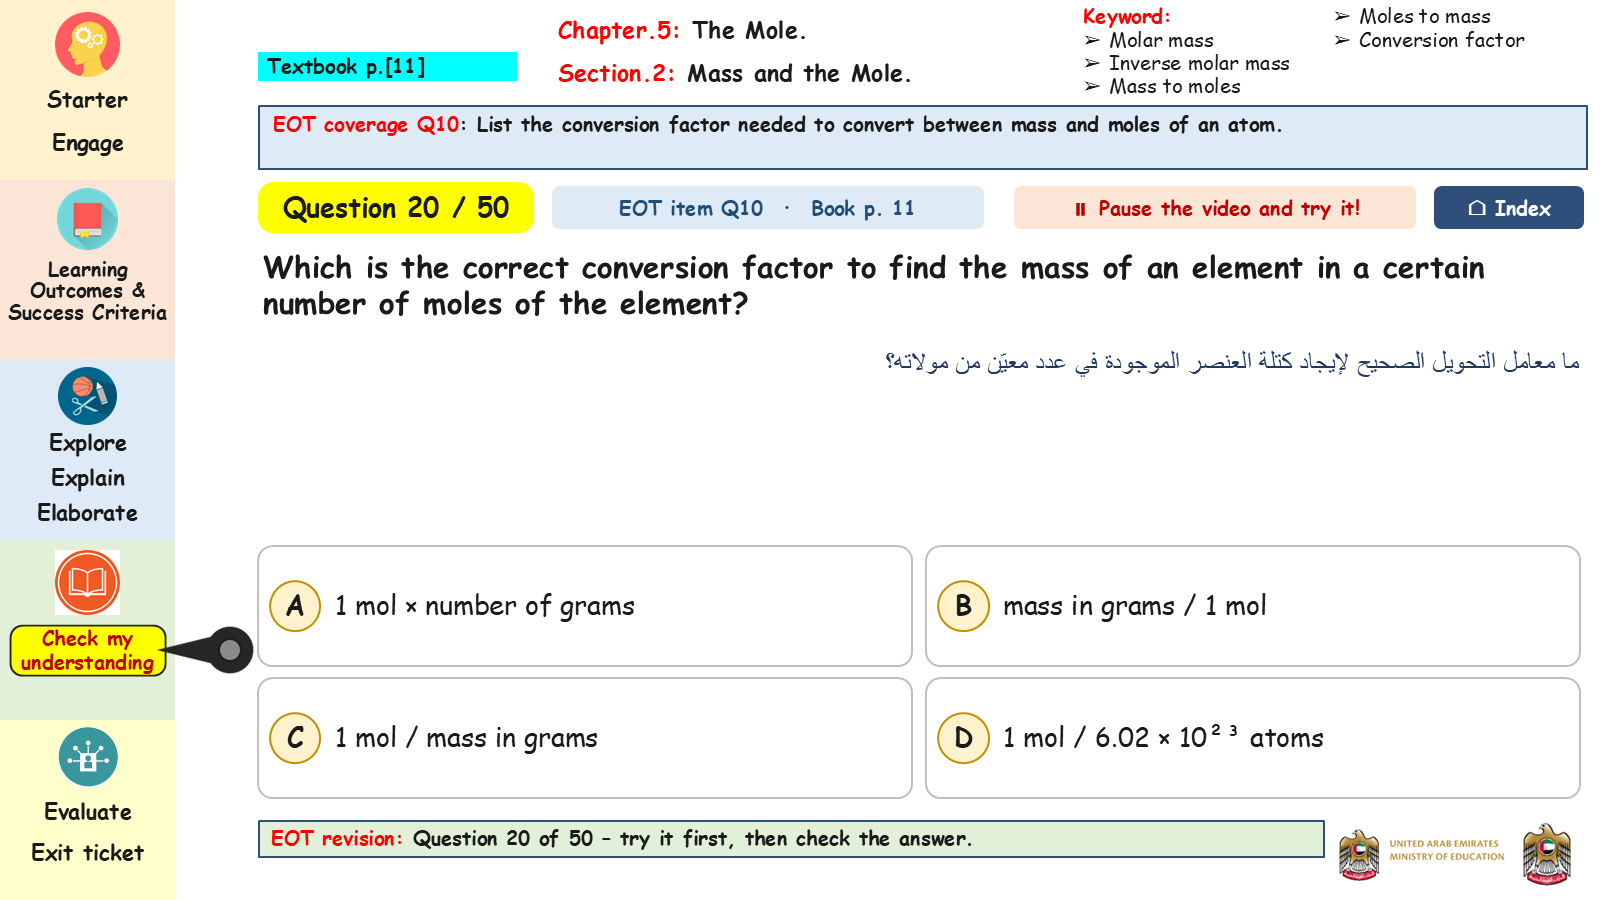 Starter
Engage
Learning
Outcomes &
Success Criteria
Explore
Explain
Elaborate
Check my
understanding
Evaluate
Exit ticket
Textbook p.[11]
Chapter.5: The Mole.
Section.2: Mass and the Mole.
Keyword:
➢ Molar mass
➢ Inverse molar mass
➢ Mass to moles
➢ Moles to mass
➢ Conversion factor
EOT coverage Q10: List the conversion factor needed to convert between mass and moles of an atom.
Question 20 / 50
EOT item Q10 · Book p. 11
⏸ Pause the video and try it!
⌂ Index
Which is the correct conversion factor to find the mass of an element in a certain
number of moles of the element?
ما معامل التحويل الصحيح لإيجاد كتلة العنصر الموجودة في عدد معيّن من مولاته؟
A 1 mol × number of grams
B mass in grams / 1 mol
C 1 mol / mass in grams
D 1 mol / 6.02 × 10²³ atoms
EOT revision: Question 20 of 50 – try it first, then check the answer.
UNITED ARAB EMIRATES
MINISTRY OF EDUCATION